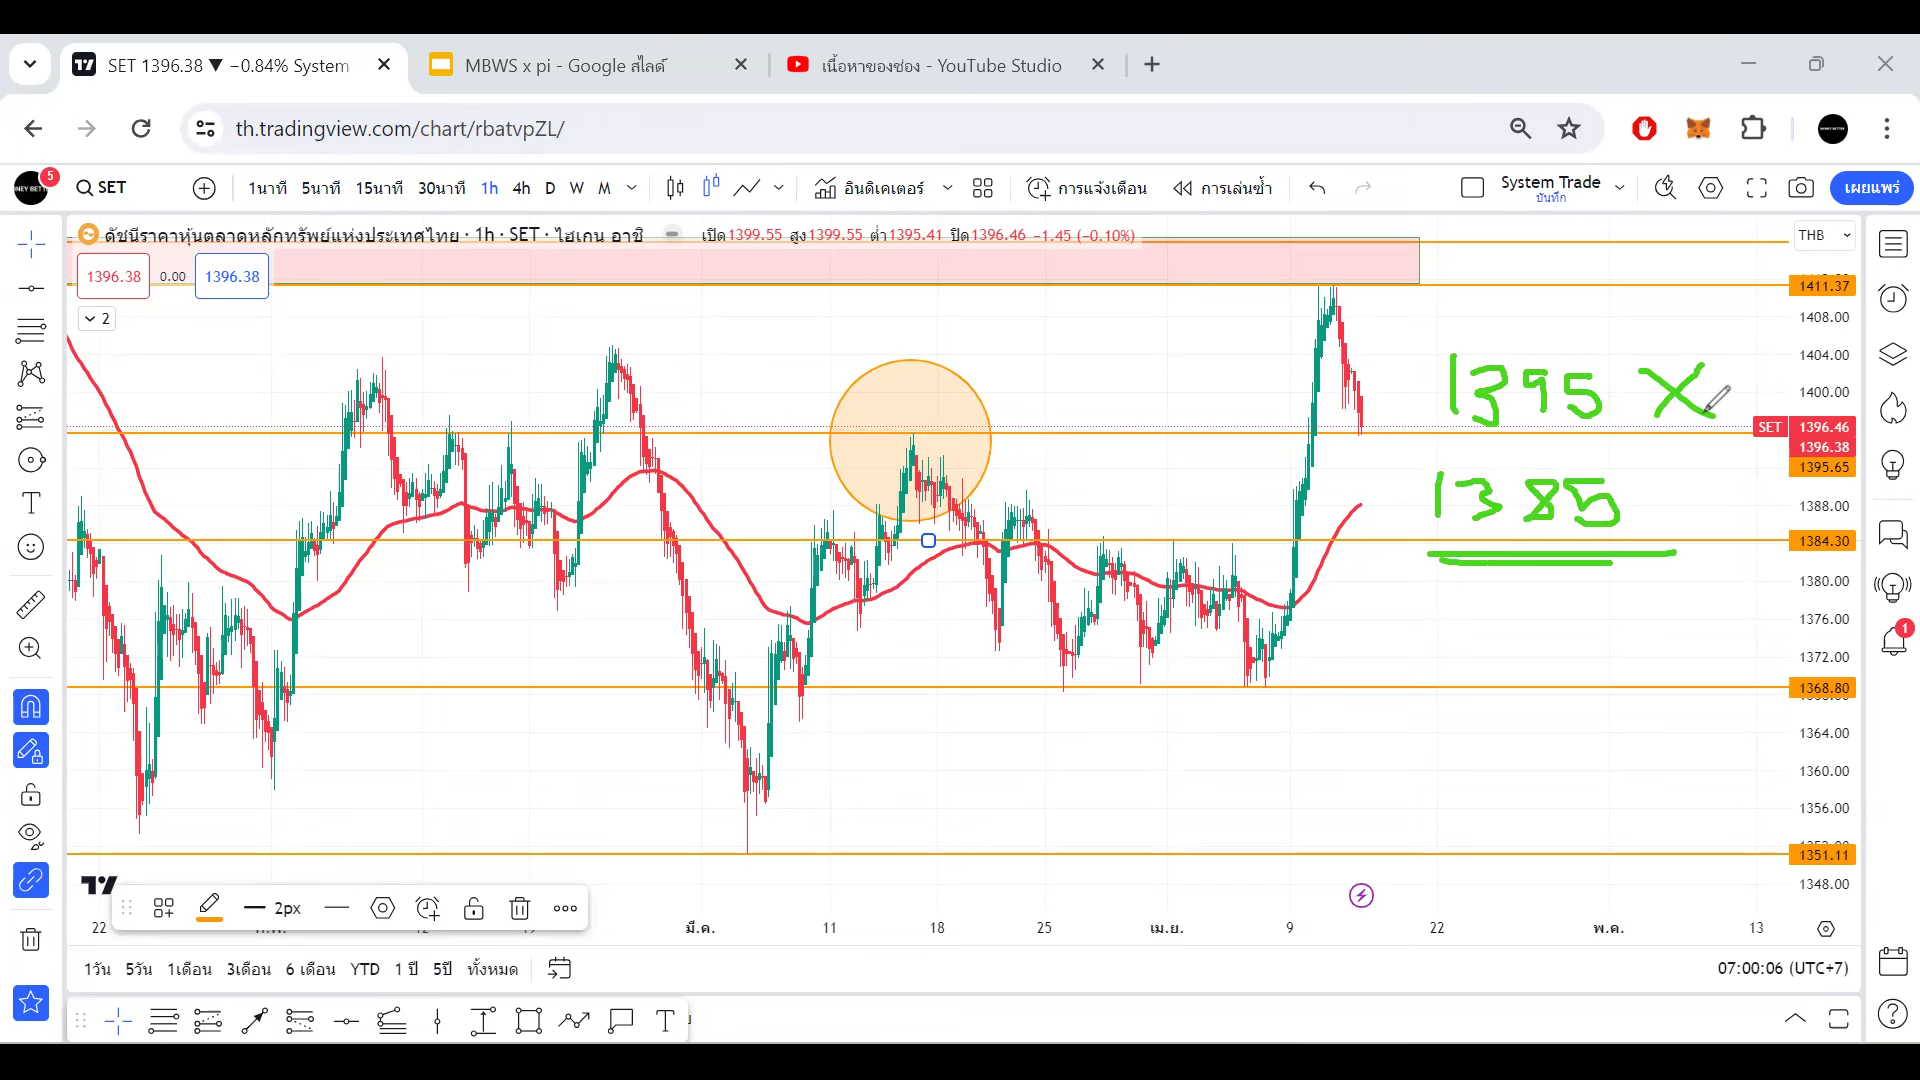 SET 1396.38 ▼ −0.84% System
MBWS x pi - Google สไลด์
เนื้อหาของช่อง - YouTube Studio
th.tradingview.com/chart/rbatvpZL/
5
SET
1นาที 5นาที 15นาที 30นาที 1h 4h D W M
อินดิเคเตอร์
การแจ้งเตือน
การเล่นซ้ำ
System Trade
บันทึก
เผยแพร่
ดัชนีราคาหุ้นตลาดหลักทรัพย์แห่งประเทศไทย · 1h · SET · ไฮเกน อาชิ
เปิด1399.55 สูง1399.55 ต่ำ1395.41 ปิด1396.46 −1.45 (−0.10%)
THB
1396.38 0.00 1396.38
2
1411.37
1408.00
1404.00
1400.00
1395 X
SET 1396.46
1396.38
1395.65
1385
1388.00
1384.30
1380.00
1376.00
1372.00
1368.80
1364.00
1360.00
1356.00
1351.11
1348.00
2px
22 12 มี.ค. 11 18 25 เม.ย. 9 22 พ.ค. 13
1วัน 5วัน 1เดือน 3เดือน 6 เดือน YTD 1 ปี 5ปี ทั้งหมด
07:00:06 (UTC+7)
1